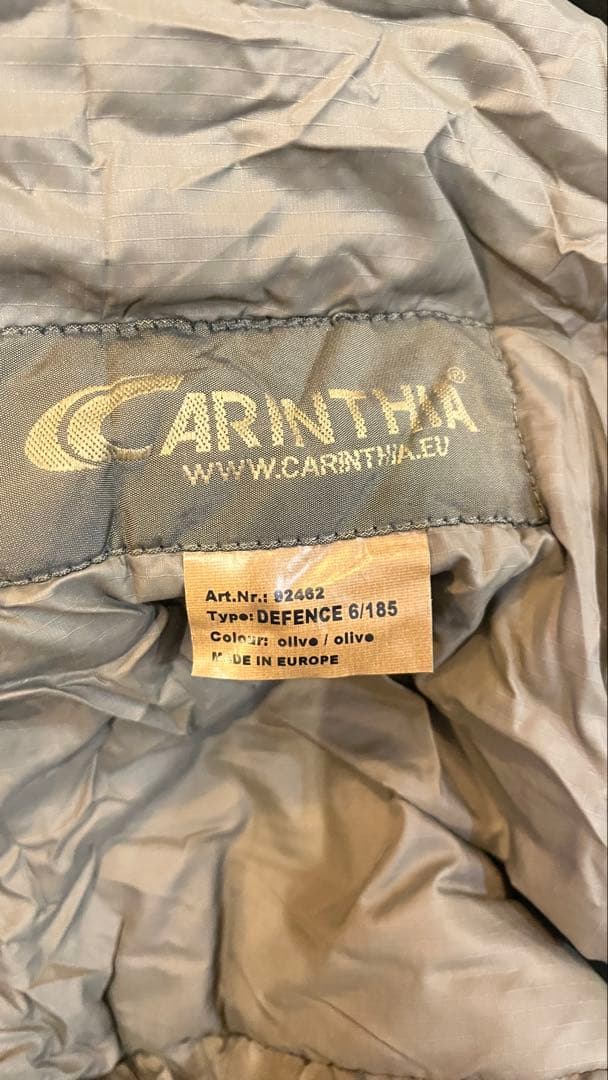 CARINTHIA®
WWW.CARINTHIA.EU
Art.Nr.: 92462
Type: DEFENCE 6/185
Colour: olive / olive
MADE IN EUROPE